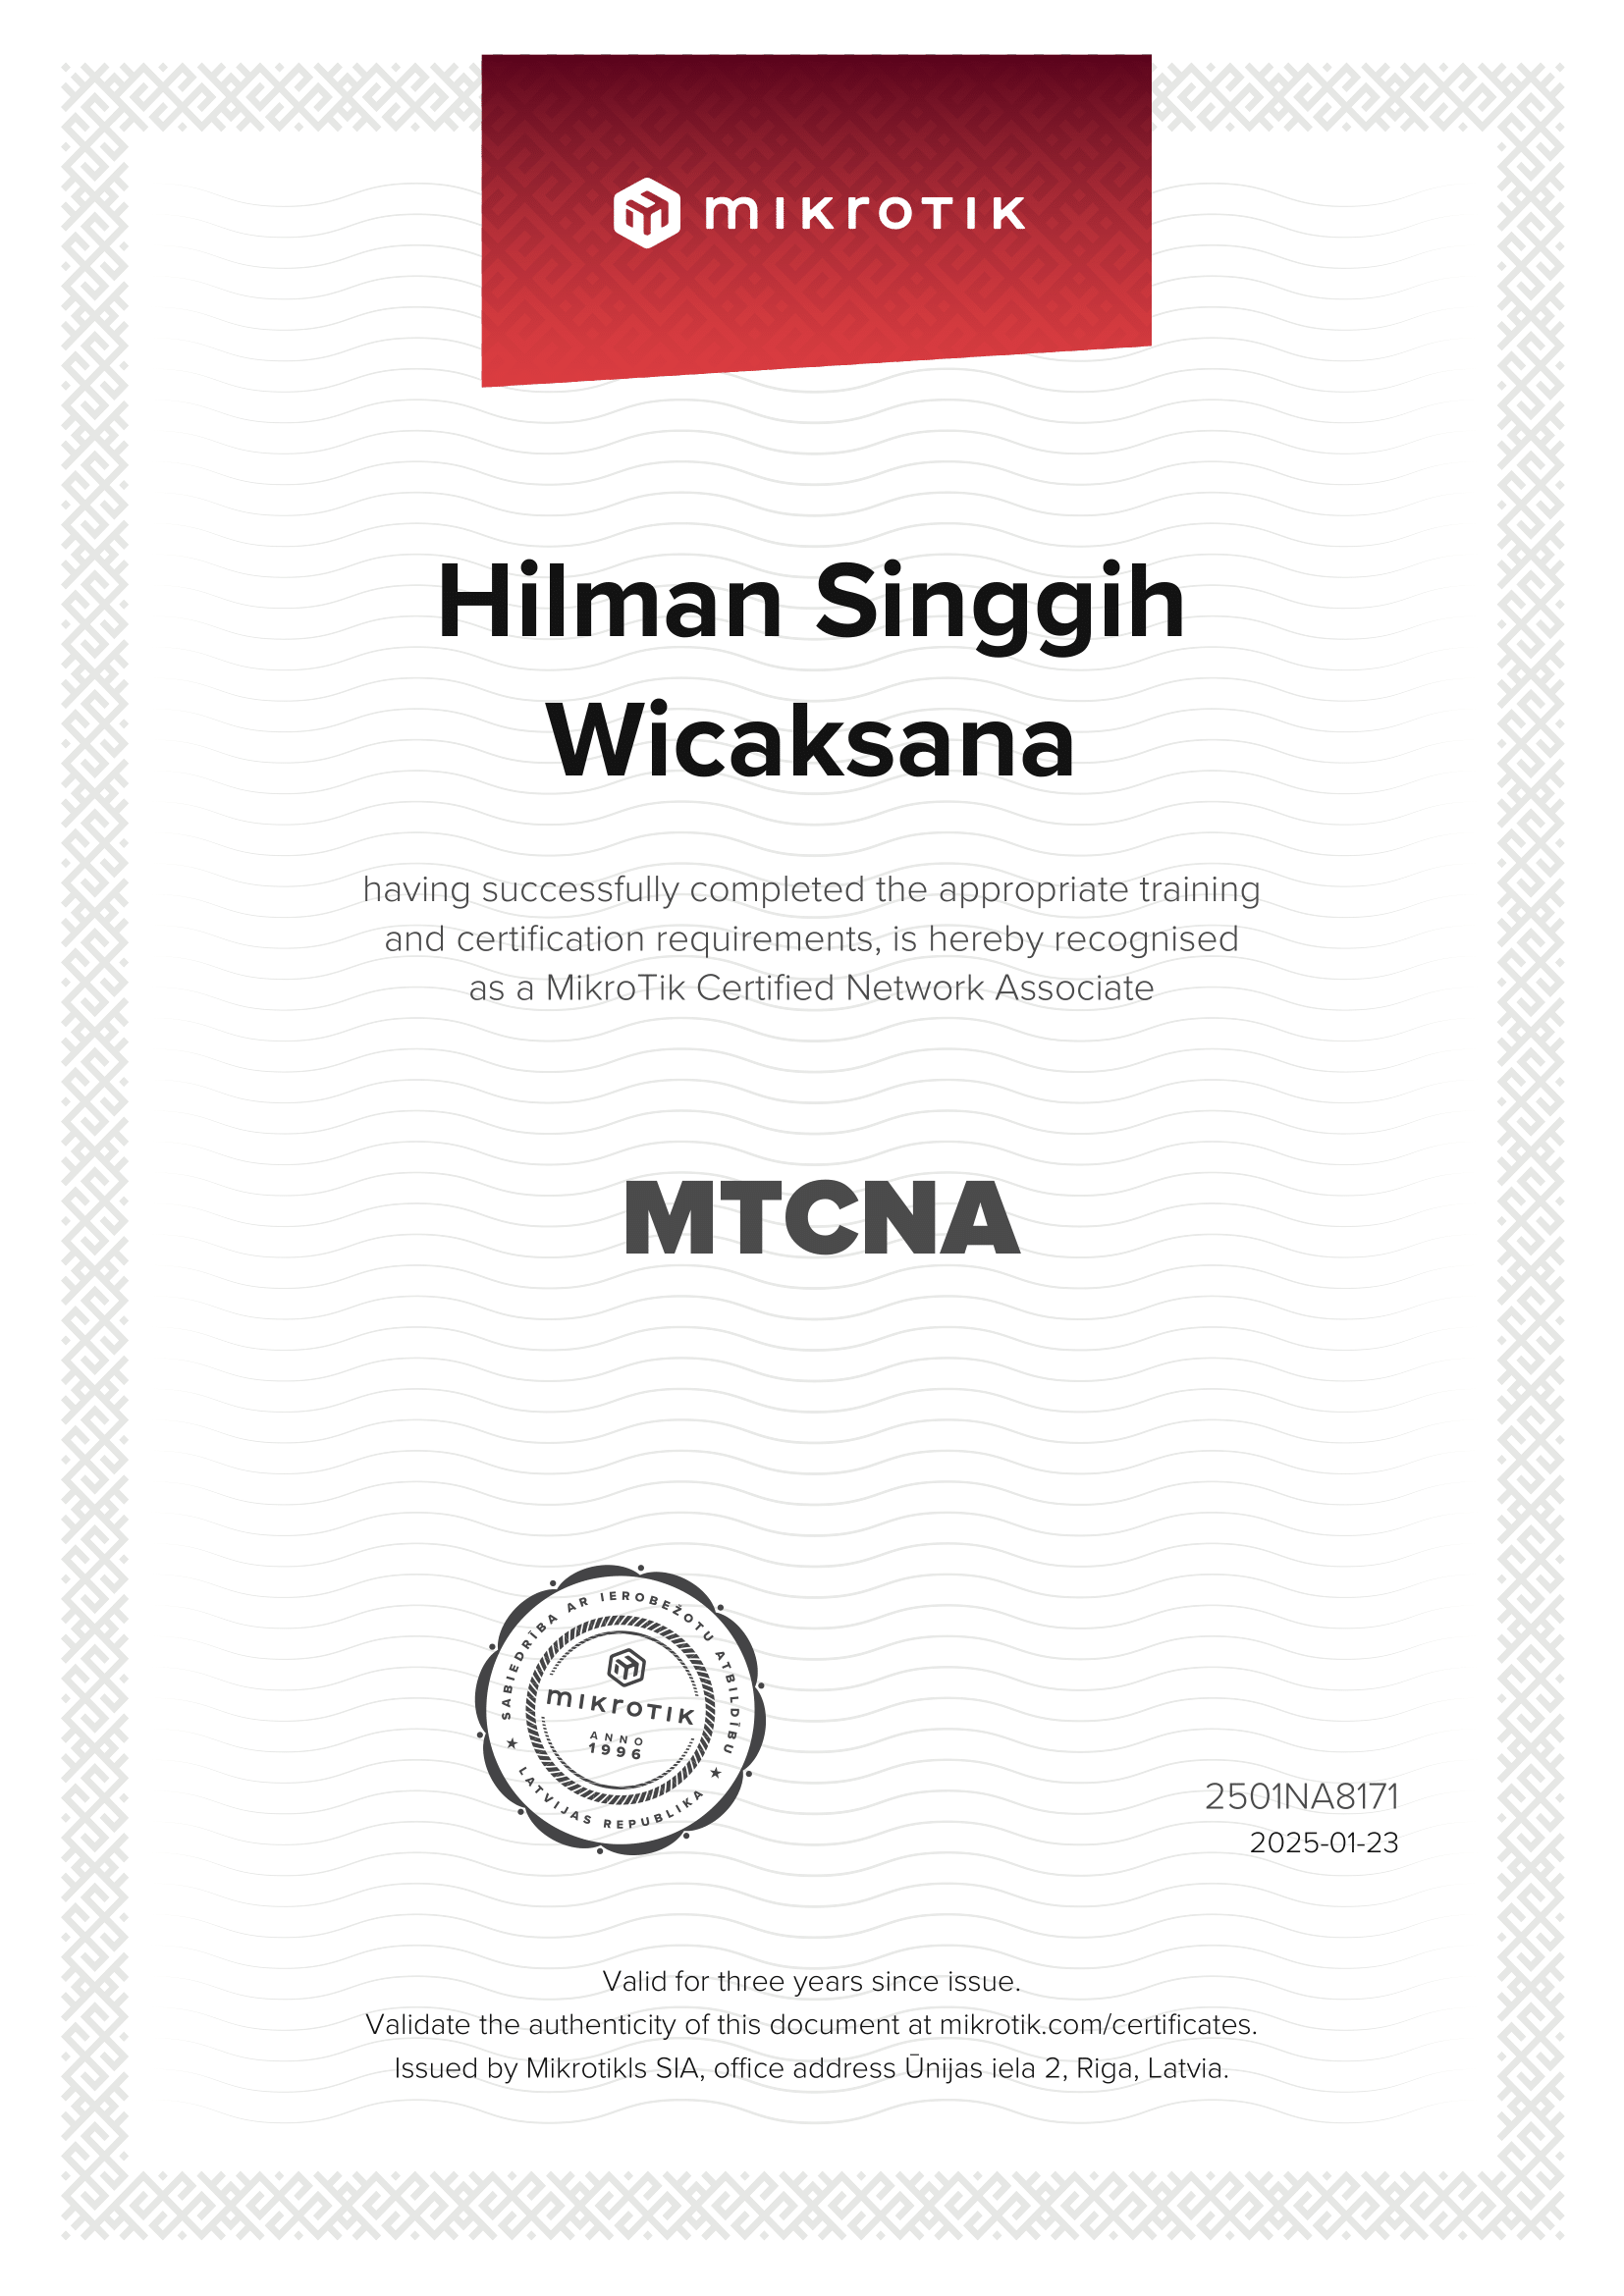 mikrotik
Hilman Singgih
Wicaksana
having successfully completed the appropriate training
and certification requirements, is hereby recognised
as a MikroTik Certified Network Associate
MTCNA
SABIEDRĪBA AR IEROBEŽOTU ATBILDĪBU
mikrotik
ANNO
1996
★ LATVIJAS REPUBLIKA ★
2501NA8171
2025-01-23
Valid for three years since issue.
Validate the authenticity of this document at mikrotik.com/certificates.
Issued by Mikrotikls SIA, office address Ūnijas iela 2, Riga, Latvia.